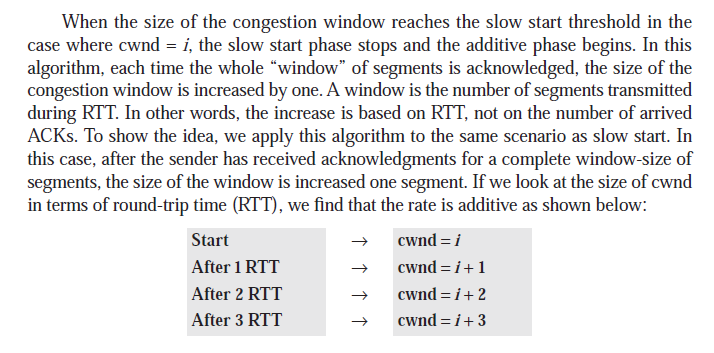 When the size of the congestion window reaches the slow start threshold in the
case where cwnd = i, the slow start phase stops and the additive phase begins. In this
algorithm, each time the whole “window” of segments is acknowledged, the size of the
congestion window is increased by one. A window is the number of segments transmitted
during RTT. In other words, the increase is based on RTT, not on the number of arrived
ACKs. To show the idea, we apply this algorithm to the same scenario as slow start. In
this case, after the sender has received acknowledgments for a complete window-size of
segments, the size of the window is increased one segment. If we look at the size of cwnd
in terms of round-trip time (RTT), we find that the rate is additive as shown below:
Start → cwnd = i
After 1 RTT → cwnd = i + 1
After 2 RTT → cwnd = i + 2
After 3 RTT → cwnd = i + 3